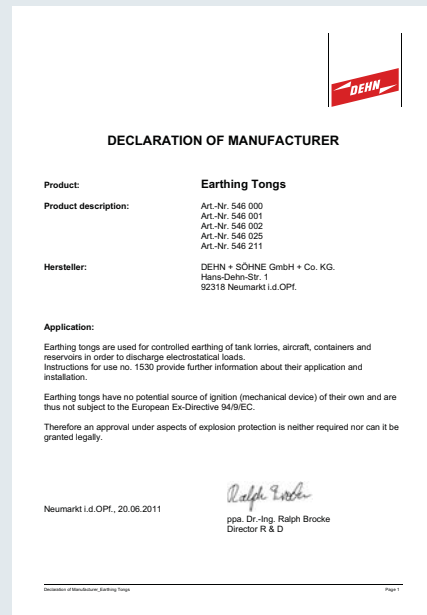 DEHN
DECLARATION OF MANUFACTURER
Product: Earthing Tongs
Product description: Art.-Nr. 546 000
Art.-Nr. 546 001
Art.-Nr. 546 002
Art.-Nr. 546 025
Art.-Nr. 546 211
Hersteller: DEHN + SÖHNE GmbH + Co. KG.
Hans-Dehn-Str. 1
92318 Neumarkt i.d.OPf.
Application:
Earthing tongs are used for controlled earthing of tank lorries, aircraft, containers and
reservoirs in order to discharge electrostatical loads.
Instructions for use no. 1530 provide further information about their application and
installation.
Earthing tongs have no potential source of ignition (mechanical device) of their own and are
thus not subject to the European Ex-Directive 94/9/EC.
Therefore an approval under aspects of explosion protection is neither required nor can it be
granted legally.
Ralph Brocke
Neumarkt i.d.OPf., 20.06.2011
ppa. Dr.-Ing. Ralph Brocke
Director R & D
Declaration of Manufacturer_Earthing Tongs Page 1